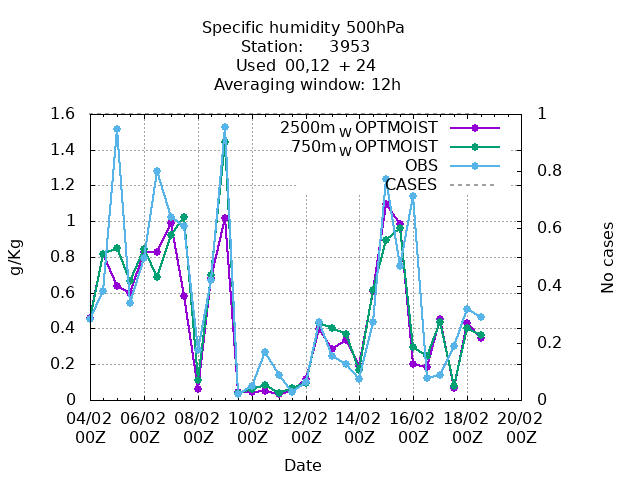 Specific humidity 500hPa
Station: 3953
Used 00,12 + 24
Averaging window: 12h
2500m W OPTMOIST
750m W OPTMOIST
OBS
CASES
1.6
1.4
1.2
1
0.8
0.6
0.4
0.2
0
g/Kg
1
0.8
0.6
0.4
0.2
0
No cases
04/02 06/02 08/02 10/02 12/02 14/02 16/02 18/02 20/02
00Z 00Z 00Z 00Z 00Z 00Z 00Z 00Z 00Z
Date